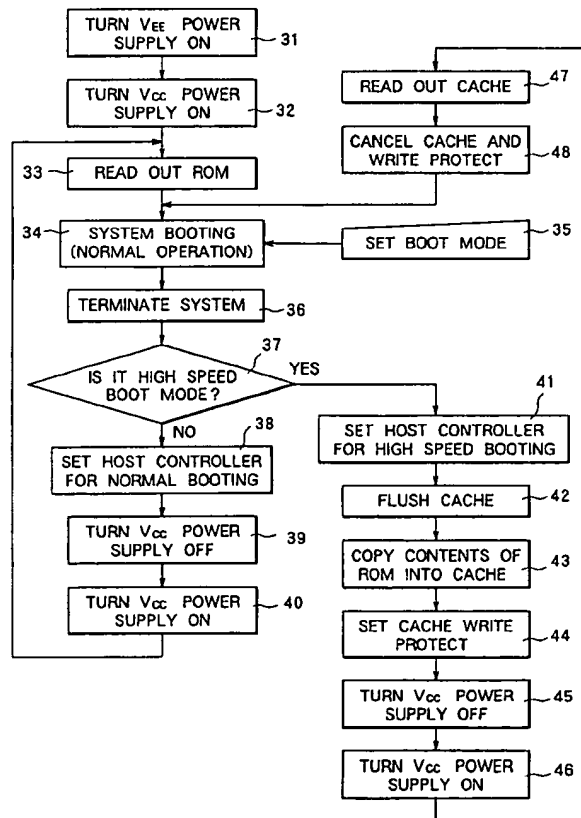 TURN VEE POWER
SUPPLY ON
31
TURN VCC POWER
SUPPLY ON
32
33
READ OUT ROM
34
SYSTEM BOOTING
(NORMAL OPERATION)
SET BOOT MODE
35
TERMINATE SYSTEM
36
37
IS IT HIGH SPEED
BOOT MODE?
YES
NO
38
SET HOST CONTROLLER
FOR NORMAL BOOTING
TURN VCC POWER
SUPPLY OFF
39
TURN VCC POWER
SUPPLY ON
40
41
SET HOST CONTROLLER
FOR HIGH SPEED BOOTING
FLUSH CACHE
42
COPY CONTENTS OF
ROM INTO CACHE
43
SET CACHE WRITE
PROTECT
44
TURN VCC POWER
SUPPLY OFF
45
TURN VCC POWER
SUPPLY ON
46
READ OUT CACHE
47
CANCEL CACHE AND
WRITE PROTECT
48